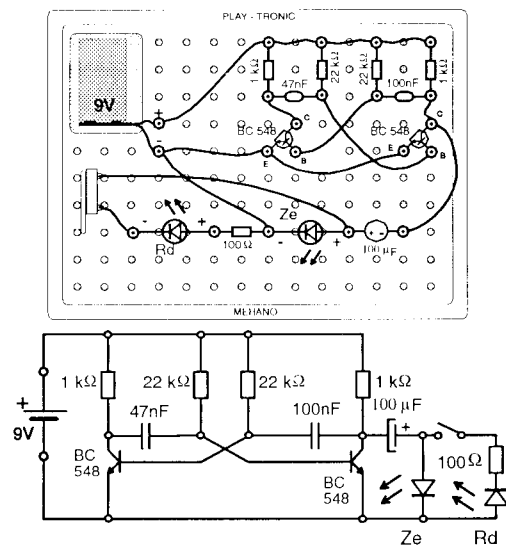 PLAY - TRONIC
9V
+
-
1 kΩ
47nF
22 kΩ
22 kΩ
100nF
1 kΩ
C
BC 548
E
B
BC 548
C
E
B
-
Rd
+
100Ω
-
Ze
+
+ -
100 µF
MEHANO
+
9V
1 kΩ
22 kΩ
22 kΩ
1 kΩ
47nF
100nF
100 µF
+
BC
548
BC
548
100Ω
Ze
Rd